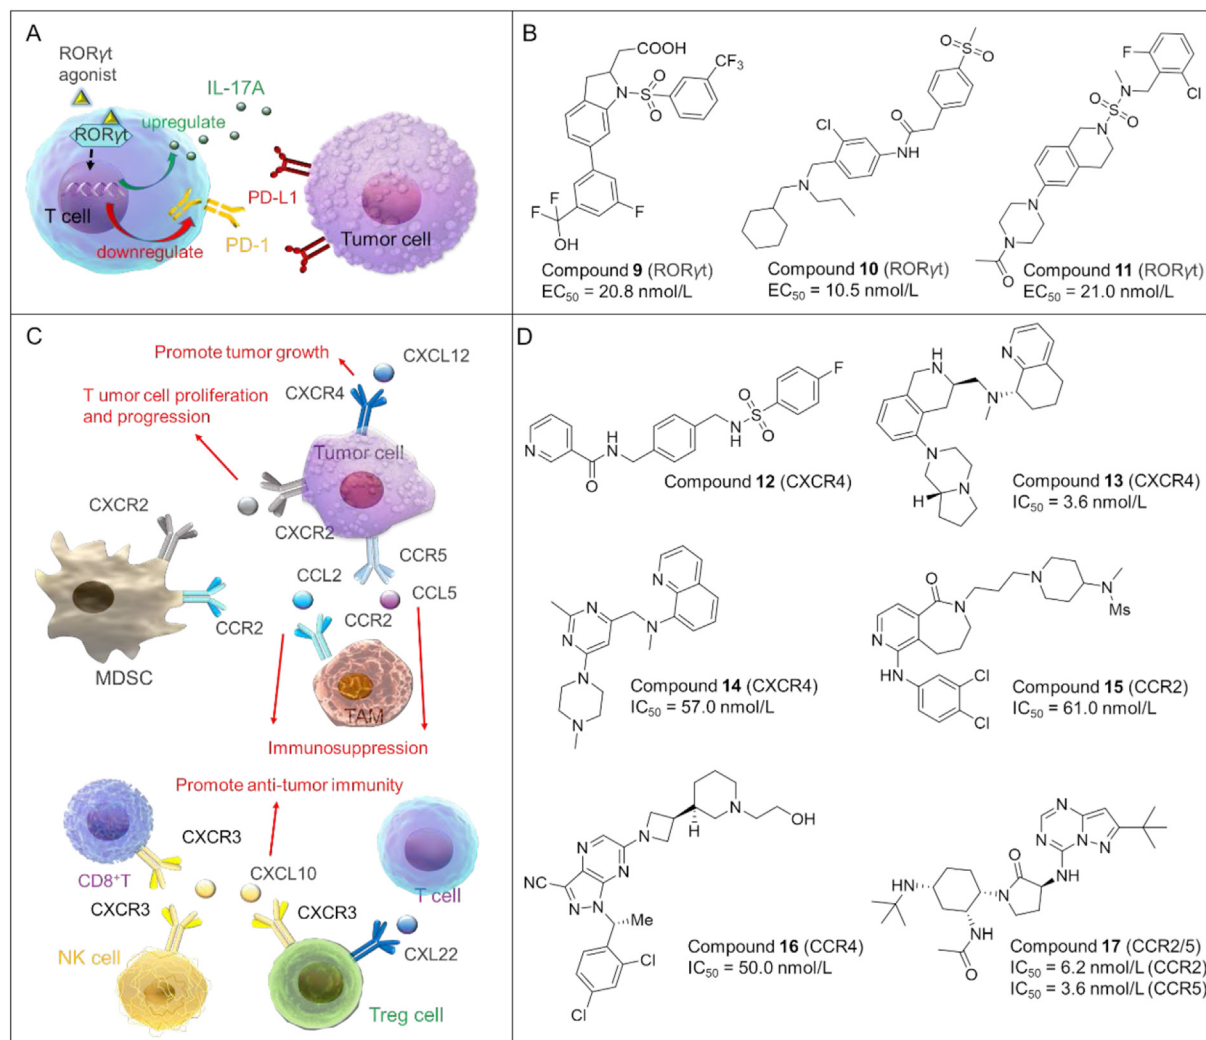 A
RORγt
agonist
IL-17A
upregulate
RORγt
PD-L1
T cell
PD-1
downregulate
Tumor cell
B
COOH
CF3
N
S
O
O
F
F
F
OH
Compound 9 (RORγt)
EC50 = 20.8 nmol/L
O
S
O
Cl
O
N
H
N
Compound 10 (RORγt)
EC50 = 10.5 nmol/L
F
N
Cl
O
S
O
N
N
N
O
Compound 11 (RORγt)
EC50 = 21.0 nmol/L
C
Promote tumor growth
CXCL12
CXCR4
T umor cell proliferation
and progression
Tumor cell
CXCR2
CXCR2
CCR5
CCL2
CCL5
CCR2
CCR2
MDSC
TAM
Immunosuppression
Promote anti-tumor immunity
CXCR3
CD8+T
CXCL10
T cell
CXCR3
CXCR3
NK cell
CXL22
Treg cell
D
F
O
S
O
N
H
H
N
O
N
Compound 12 (CXCR4)
H
N
N
N
N
H
N
Compound 13 (CXCR4)
IC50 = 3.6 nmol/L
N
N
N
N
N
N
Compound 14 (CXCR4)
IC50 = 57.0 nmol/L
O
N
N
N
Ms
N
NH
Cl
Cl
Compound 15 (CCR2)
IC50 = 61.0 nmol/L
H
N
OH
N
N
N
NC
N
N
Me
Cl
Cl
Compound 16 (CCR4)
IC50 = 50.0 nmol/L
N
N
N
N
N
O
NH
H
N
N
NH
O
Compound 17 (CCR2/5)
IC50 = 6.2 nmol/L (CCR2)
IC50 = 3.6 nmol/L (CCR5)